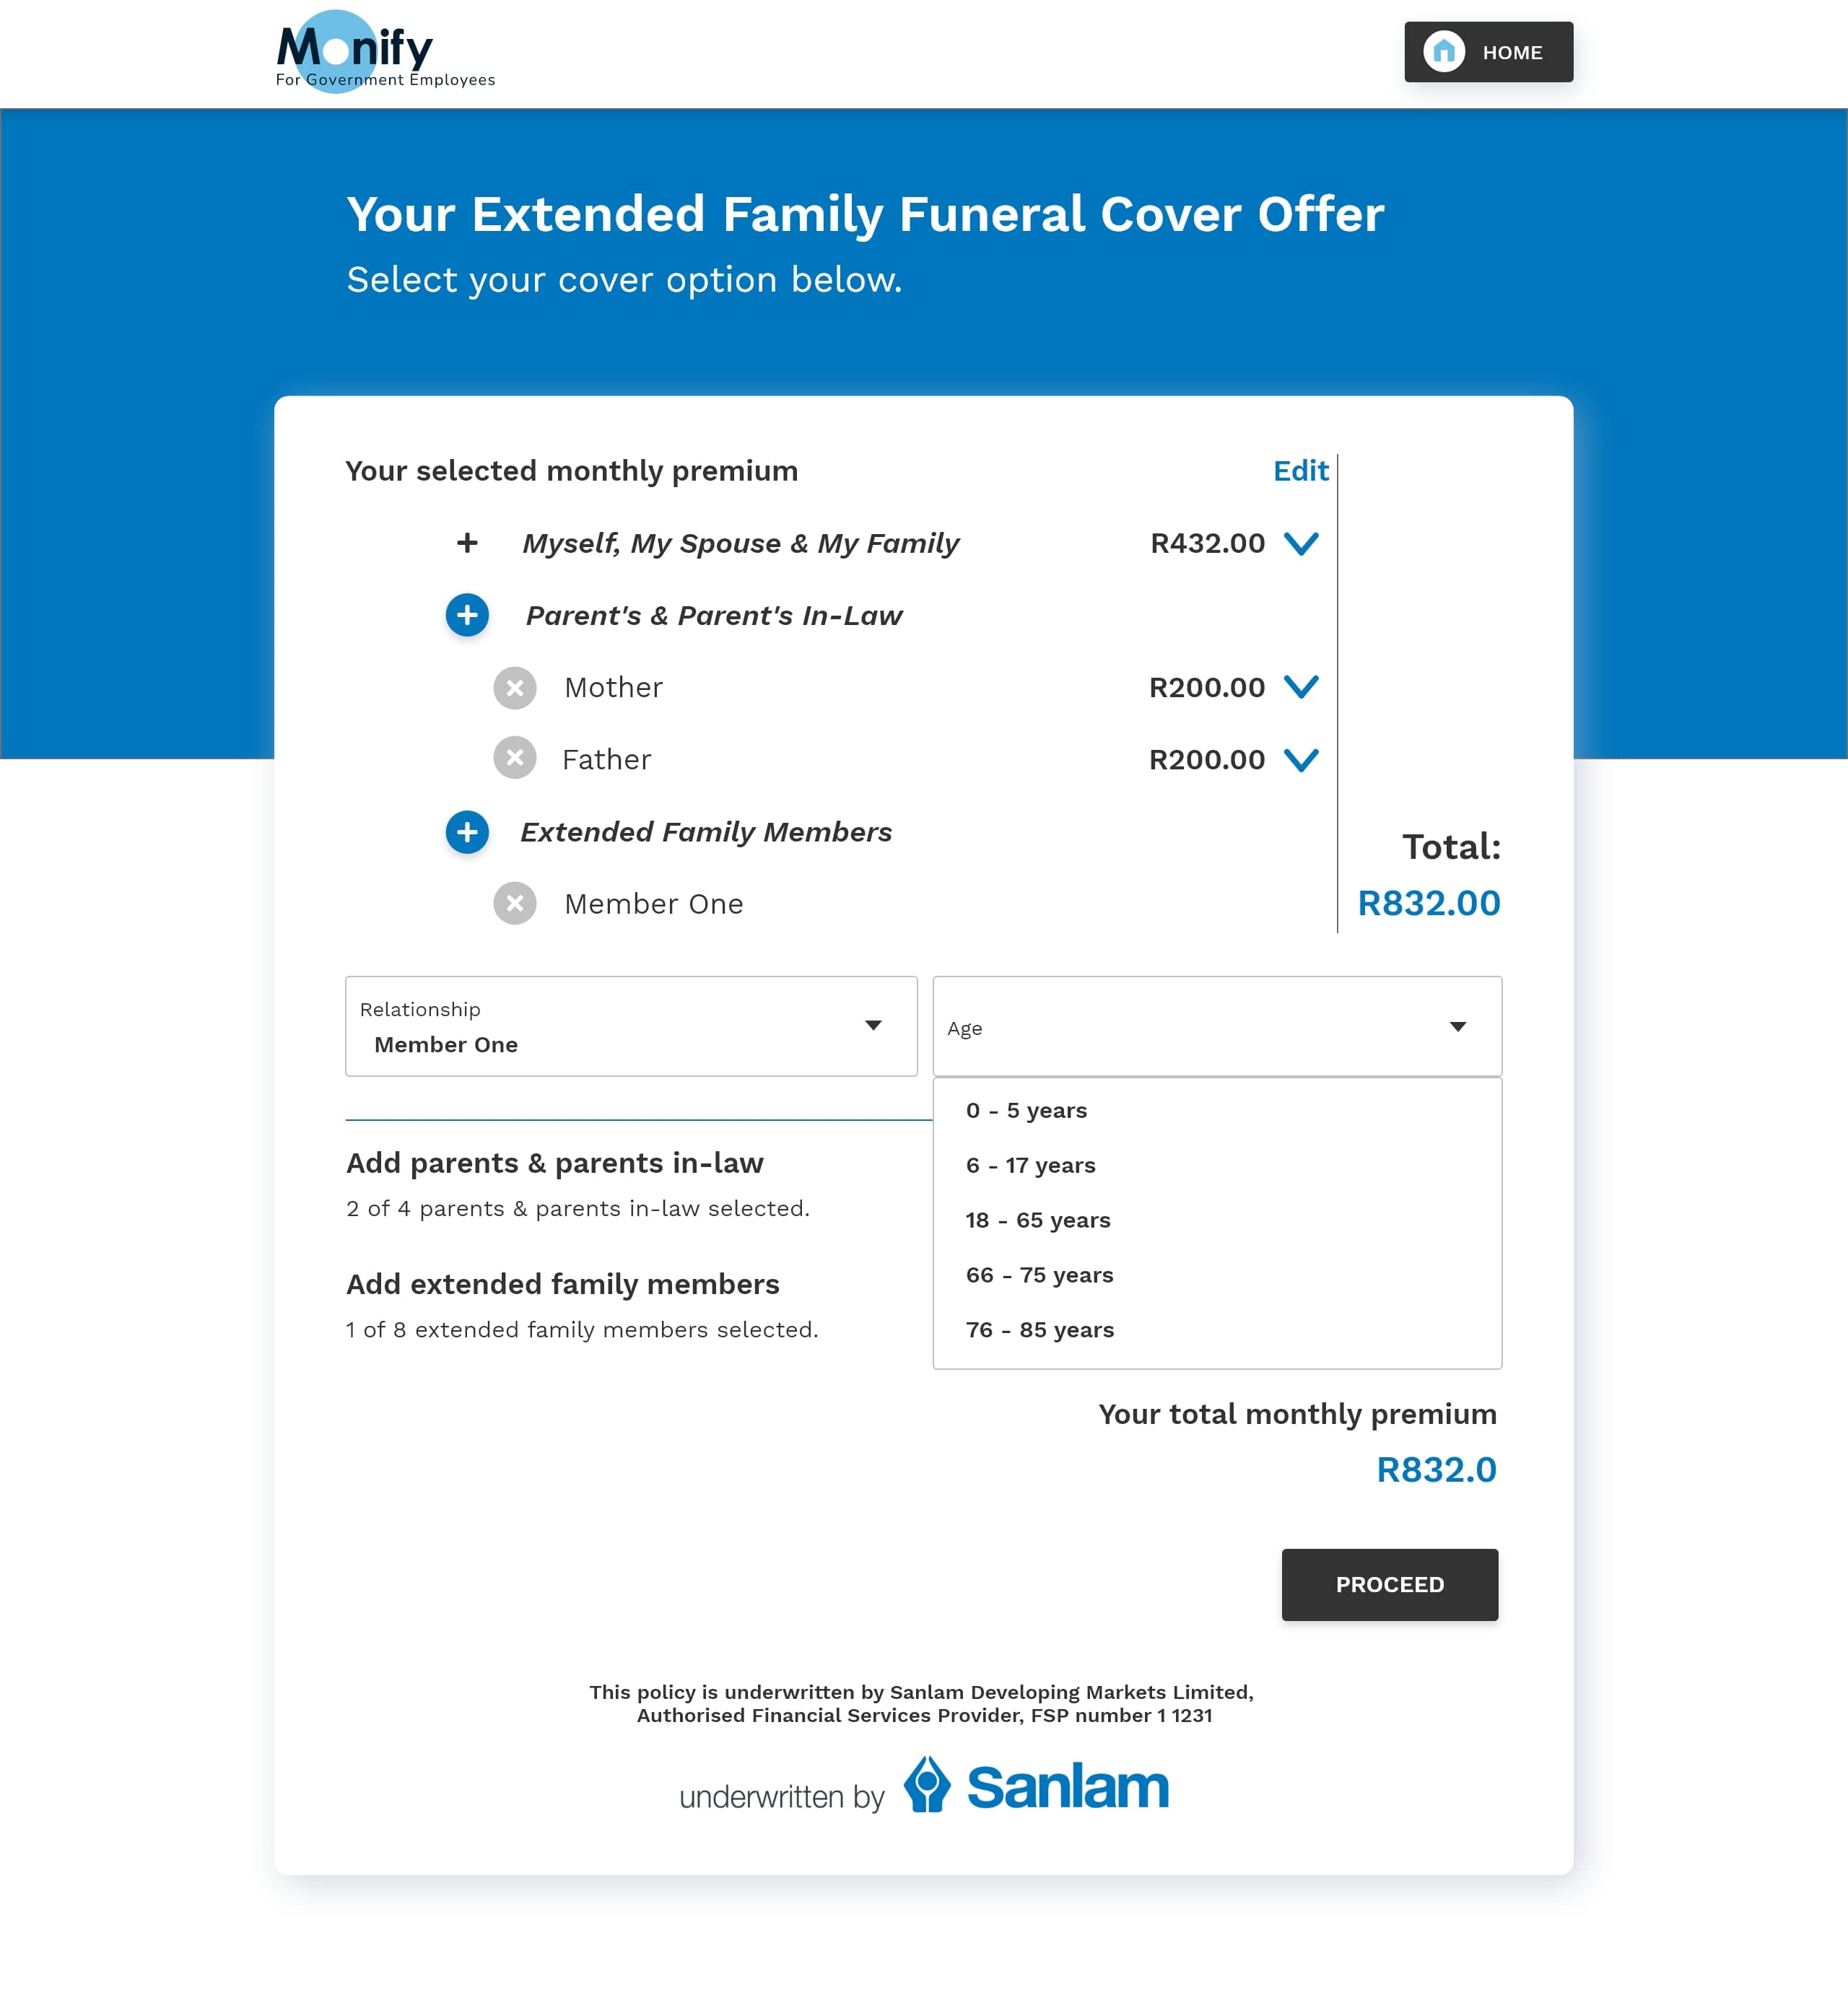 Monify
For Government Employees
HOME
Your Extended Family Funeral Cover Offer
Select your cover option below.
Your selected monthly premium
Edit
+ Myself, My Spouse & My Family R432.00
+ Parent's & Parent's In-Law
Mother R200.00
Father R200.00
+ Extended Family Members
Member One
Total:
R832.00
Relationship
Member One
Age
0 - 5 years
6 - 17 years
18 - 65 years
66 - 75 years
76 - 85 years
Add parents & parents in-law
2 of 4 parents & parents in-law selected.
Add extended family members
1 of 8 extended family members selected.
Your total monthly premium
R832.0
PROCEED
This policy is underwritten by Sanlam Developing Markets Limited,
Authorised Financial Services Provider, FSP number 1 1231
underwritten by Sanlam